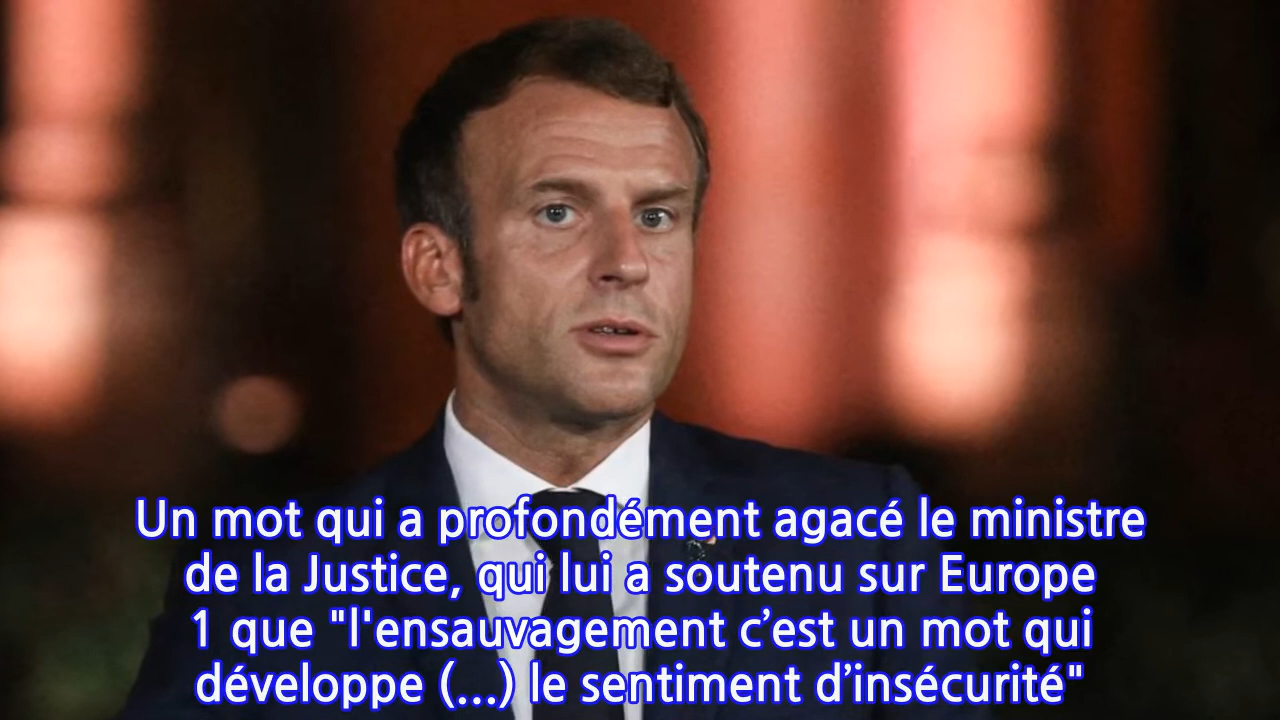 Un mot qui a profondément agacé le ministre
de la Justice, qui lui a soutenu sur Europe
1 que "l'ensauvagement c’est un mot qui
développe (...) le sentiment d’insécurité"